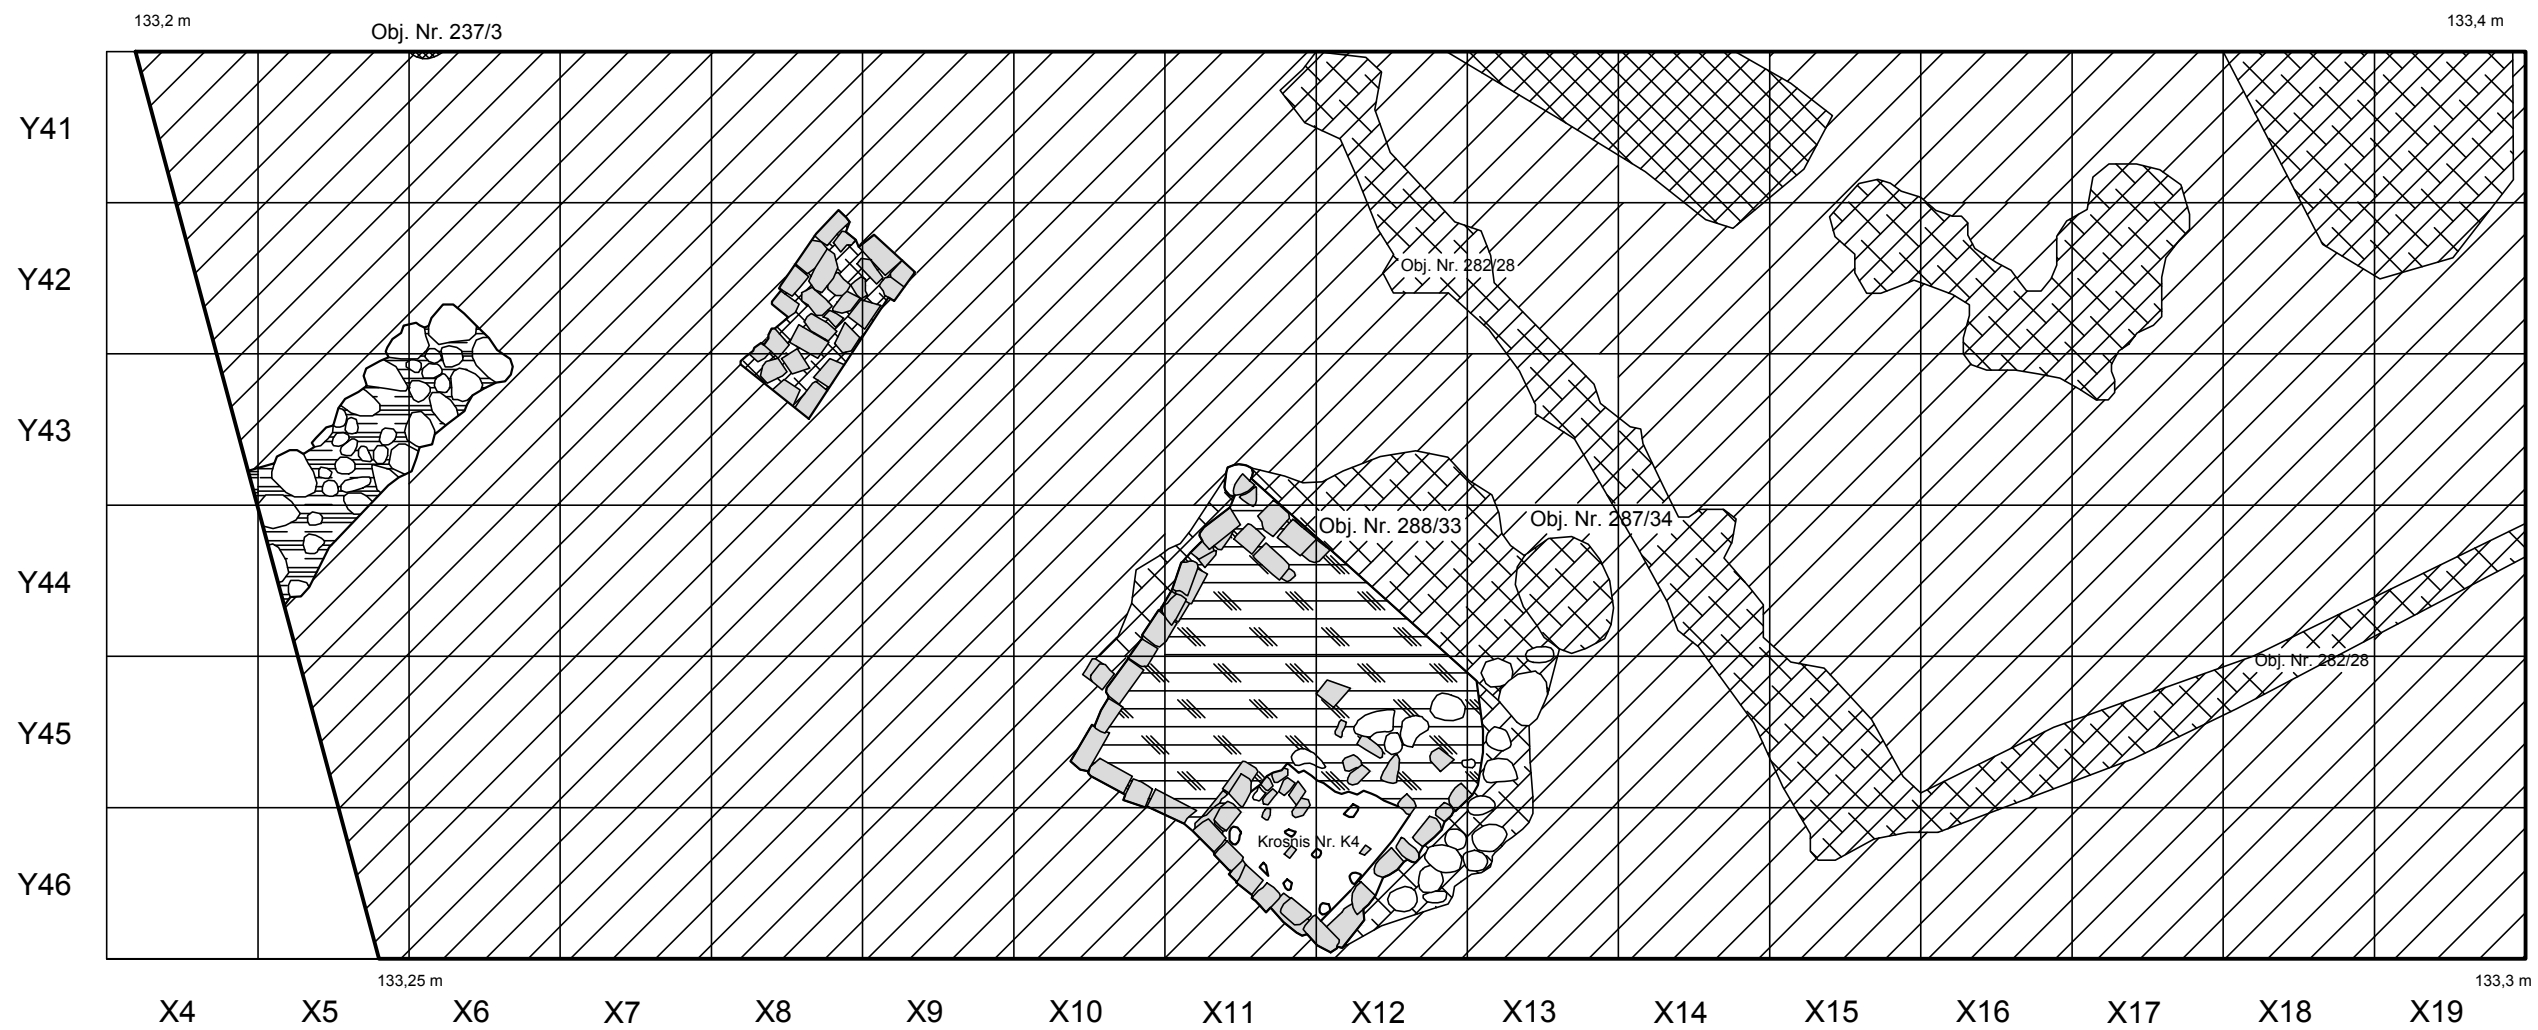 133,2 m
133,4 m
Obj. Nr. 237/3
Y41
Y42
Obj. Nr. 282/28
Y43
Obj. Nr. 288/33
Obj. Nr. 287/34
Y44
Obj. Nr. 282/28
Y45
Krosnis Nr. K4
Y46
133,25 m
133,3 m
X4 X5 X6 X7 X8 X9 X10 X11 X12 X13 X14 X15 X16 X17 X18 X19